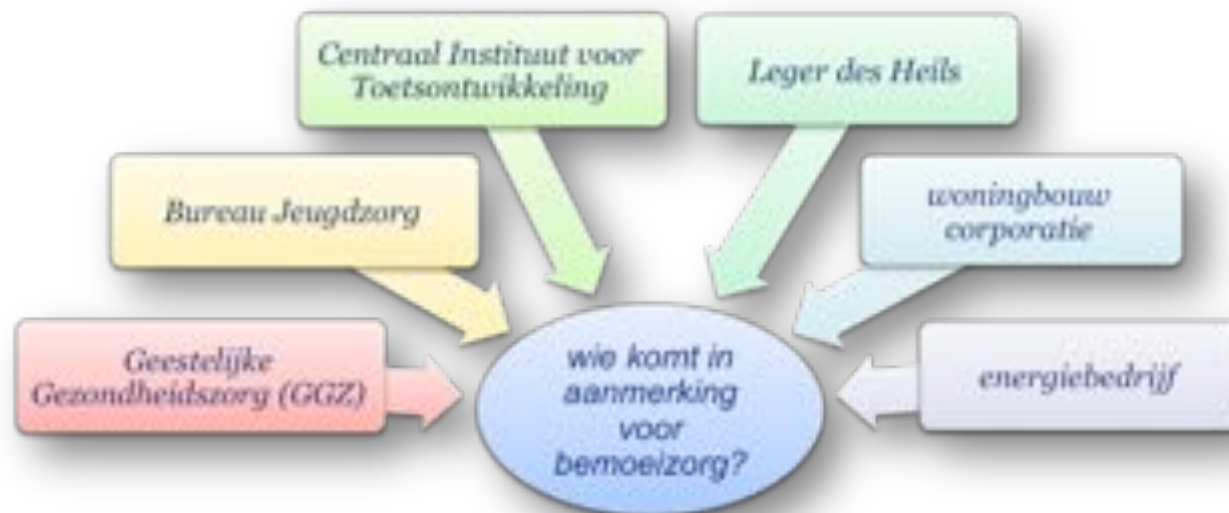 Centraal Instituut voor
Toetsontwikkeling
Leger des Heils
Bureau Jeugdzorg
woningbouw
corporatie
Geestelijke
Gezondheidszorg (GGZ)
energiebedrijf
wie komt in
aanmerking
voor
bemoeizorg?